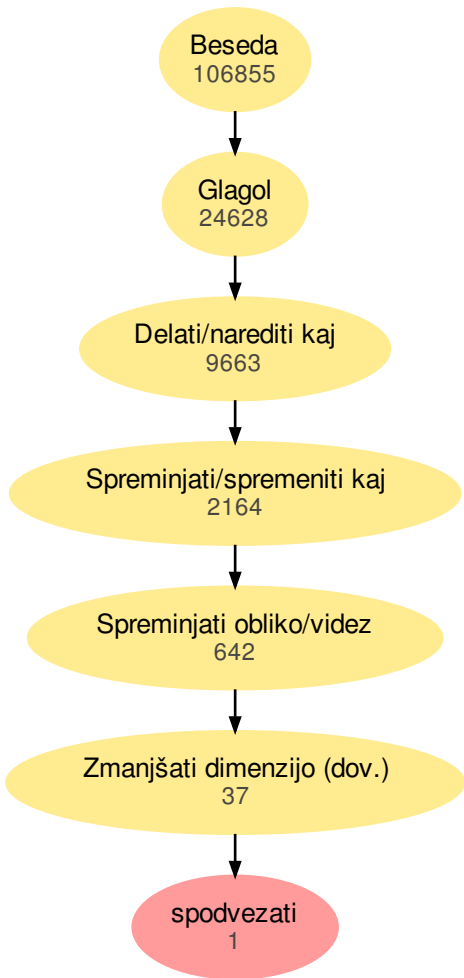 Beseda
106855
Glagol
24628
Delati/narediti kaj
9663
Spreminjati/spremeniti kaj
2164
Spreminjati obliko/videz
642
Zmanjšati dimenzijo (dov.)
37
spodvezati
1